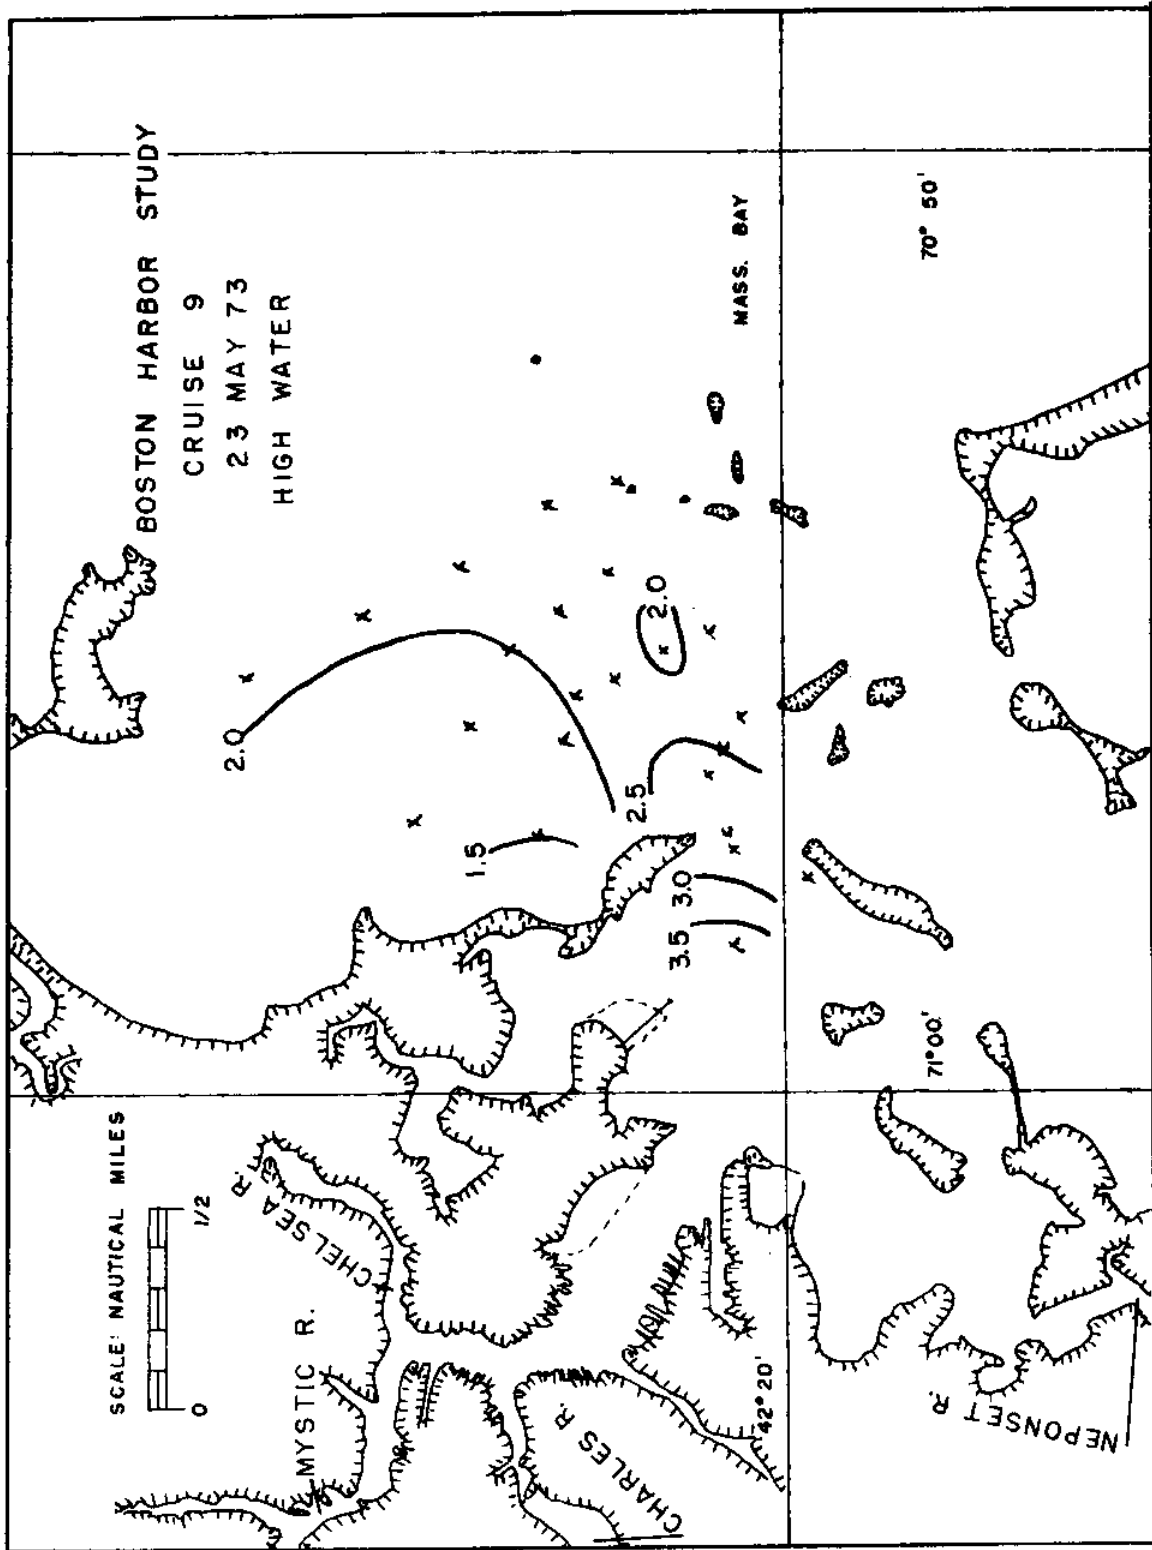 BOSTON HARBOR STUDY
CRUISE 9
23 MAY 73
HIGH WATER
SCALE: NAUTICAL MILES
0 1/2
MYSTIC R.
CHELSEA R.
CHARLES R.
NEPONSET R.
MASS. BAY
42° 20'
71° 00'
70° 50'
2.0
1.5
2.5
2.0
3.0
3.5